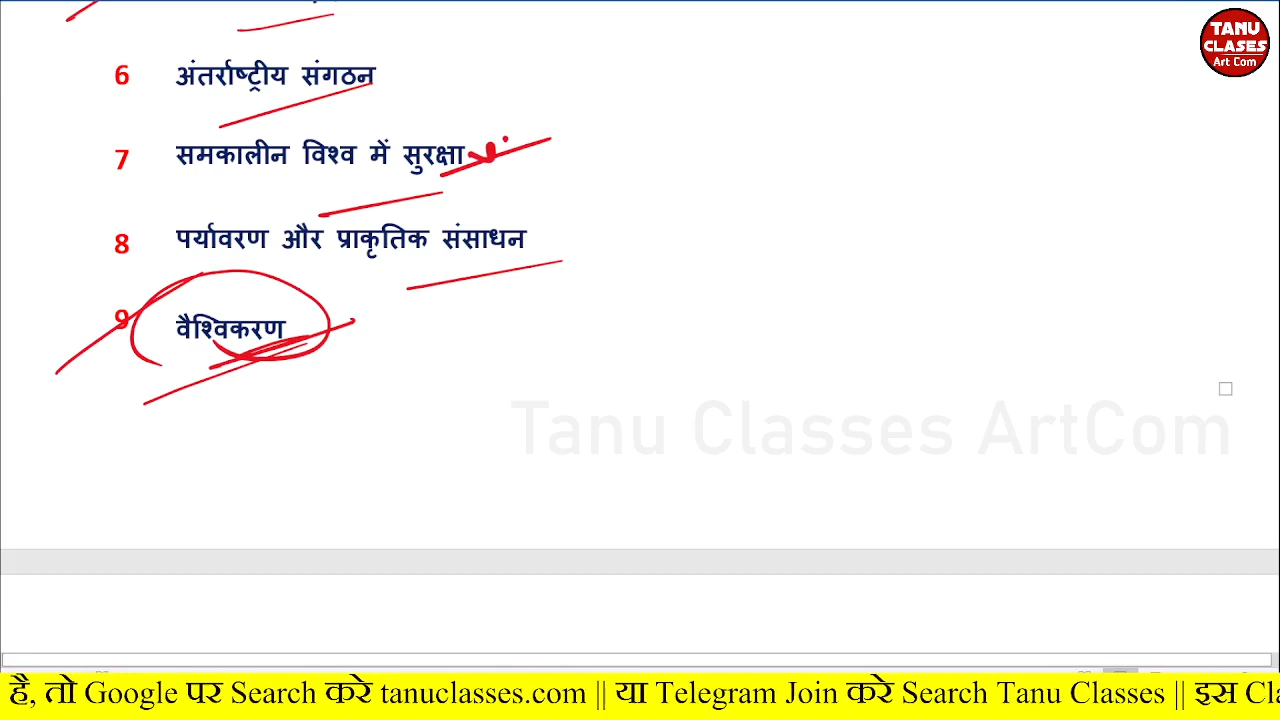 TANU
CLASES
Art Com
6 अंतर्राष्ट्रीय संगठन
7 समकालीन विश्व में सुरक्षा
8 पर्यावरण और प्राकृतिक संसाधन
9 वैश्विकरण
Tanu Classes ArtCom
है, तो Google पर Search करे tanuclasses.com || या Telegram Join करे Search Tanu Classes || इस Cla